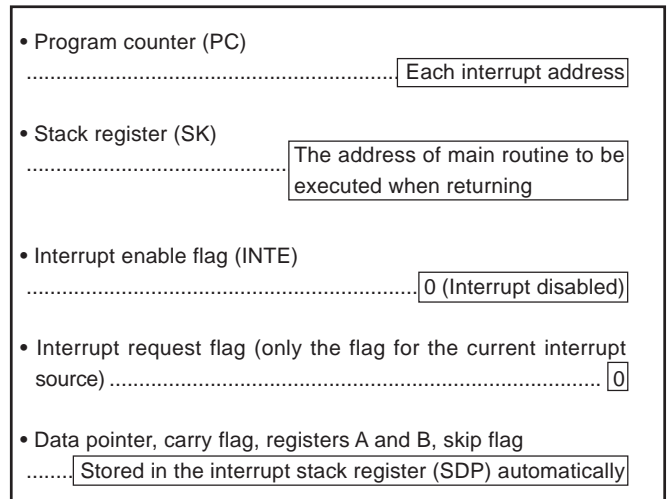 • Program counter (PC)
.............................................................. Each interrupt address
• Stack register (SK)
........................................... The address of main routine to be
executed when returning
• Interrupt enable flag (INTE)
................................................................. 0 (Interrupt disabled)
• Interrupt request flag (only the flag for the current interrupt
source) .................................................................................. 0
• Data pointer, carry flag, registers A and B, skip flag
........ Stored in the interrupt stack register (SDP) automatically